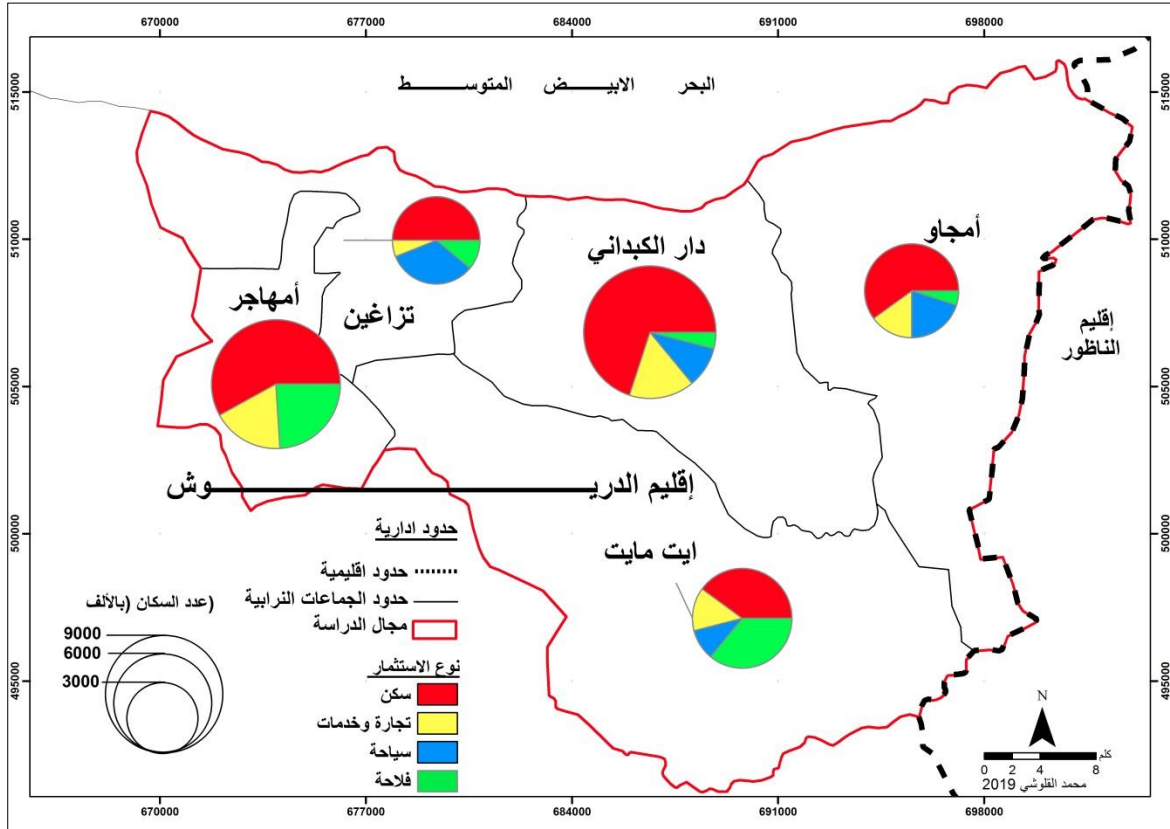 670000 677000 684000 691000 698000
البحر الابيـــض المتوســـــط
515000 515000
510000 510000
أمجاو
دار الكبداني
إقليم
الناظور
تزاغين
أمهاجر
505000 505000
إقليم الدريـــــوش
500000 500000
ايت مايت
حدود ادارية
حدود اقليمية
حدود الجماعات الترابية
مجال الدراسة
(عدد السكان (بالألف
9000
6000
3000
نوع الاستثمار
سكن
تجارة وخدمات
سياحة
فلاحة
495000 495000
N
كلم
0 2 4 8
محمد القلوشي 2019
670000 677000 684000 691000 698000